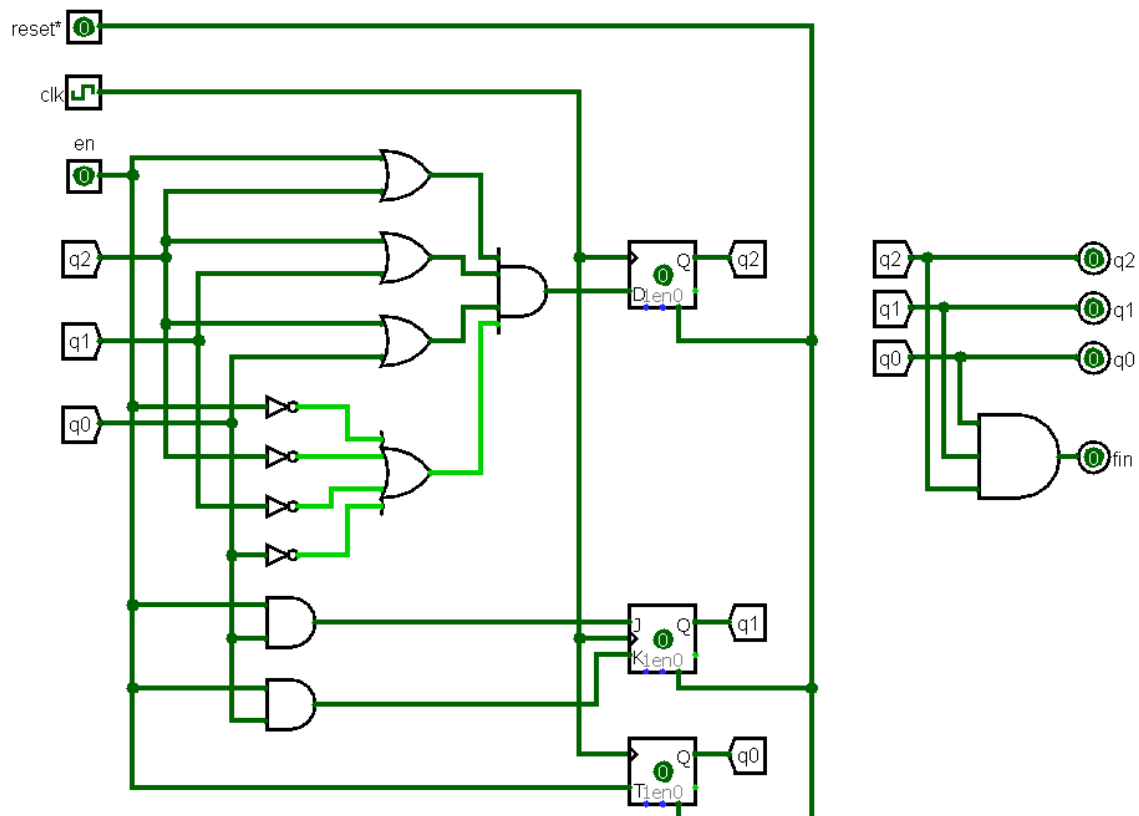 reset* 0
clk
en
0
q2
q1
q0
D Q 0 1en0
q2
J K Q 0 1en0
q1
T Q 0 1en0
q0
q2 0 q2
q1 0 q1
q0 0 q0
0 fin